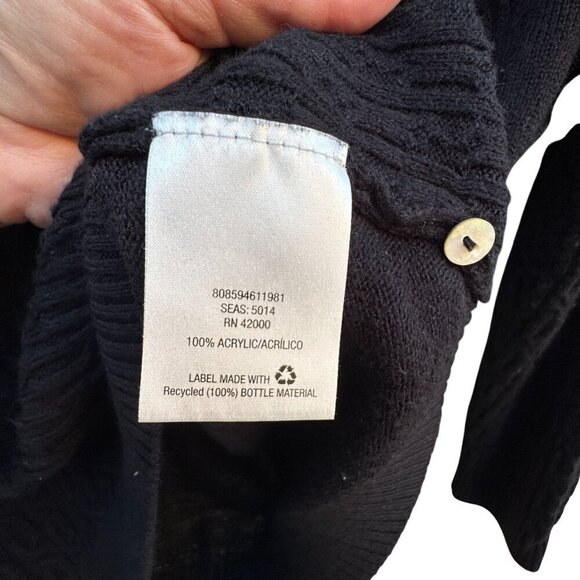 808594611981
SEAS: 5014
RN 42000
100% ACRYLIC/ACRÍLICO
LABEL MADE WITH
Recycled (100%) BOTTLE MATERIAL